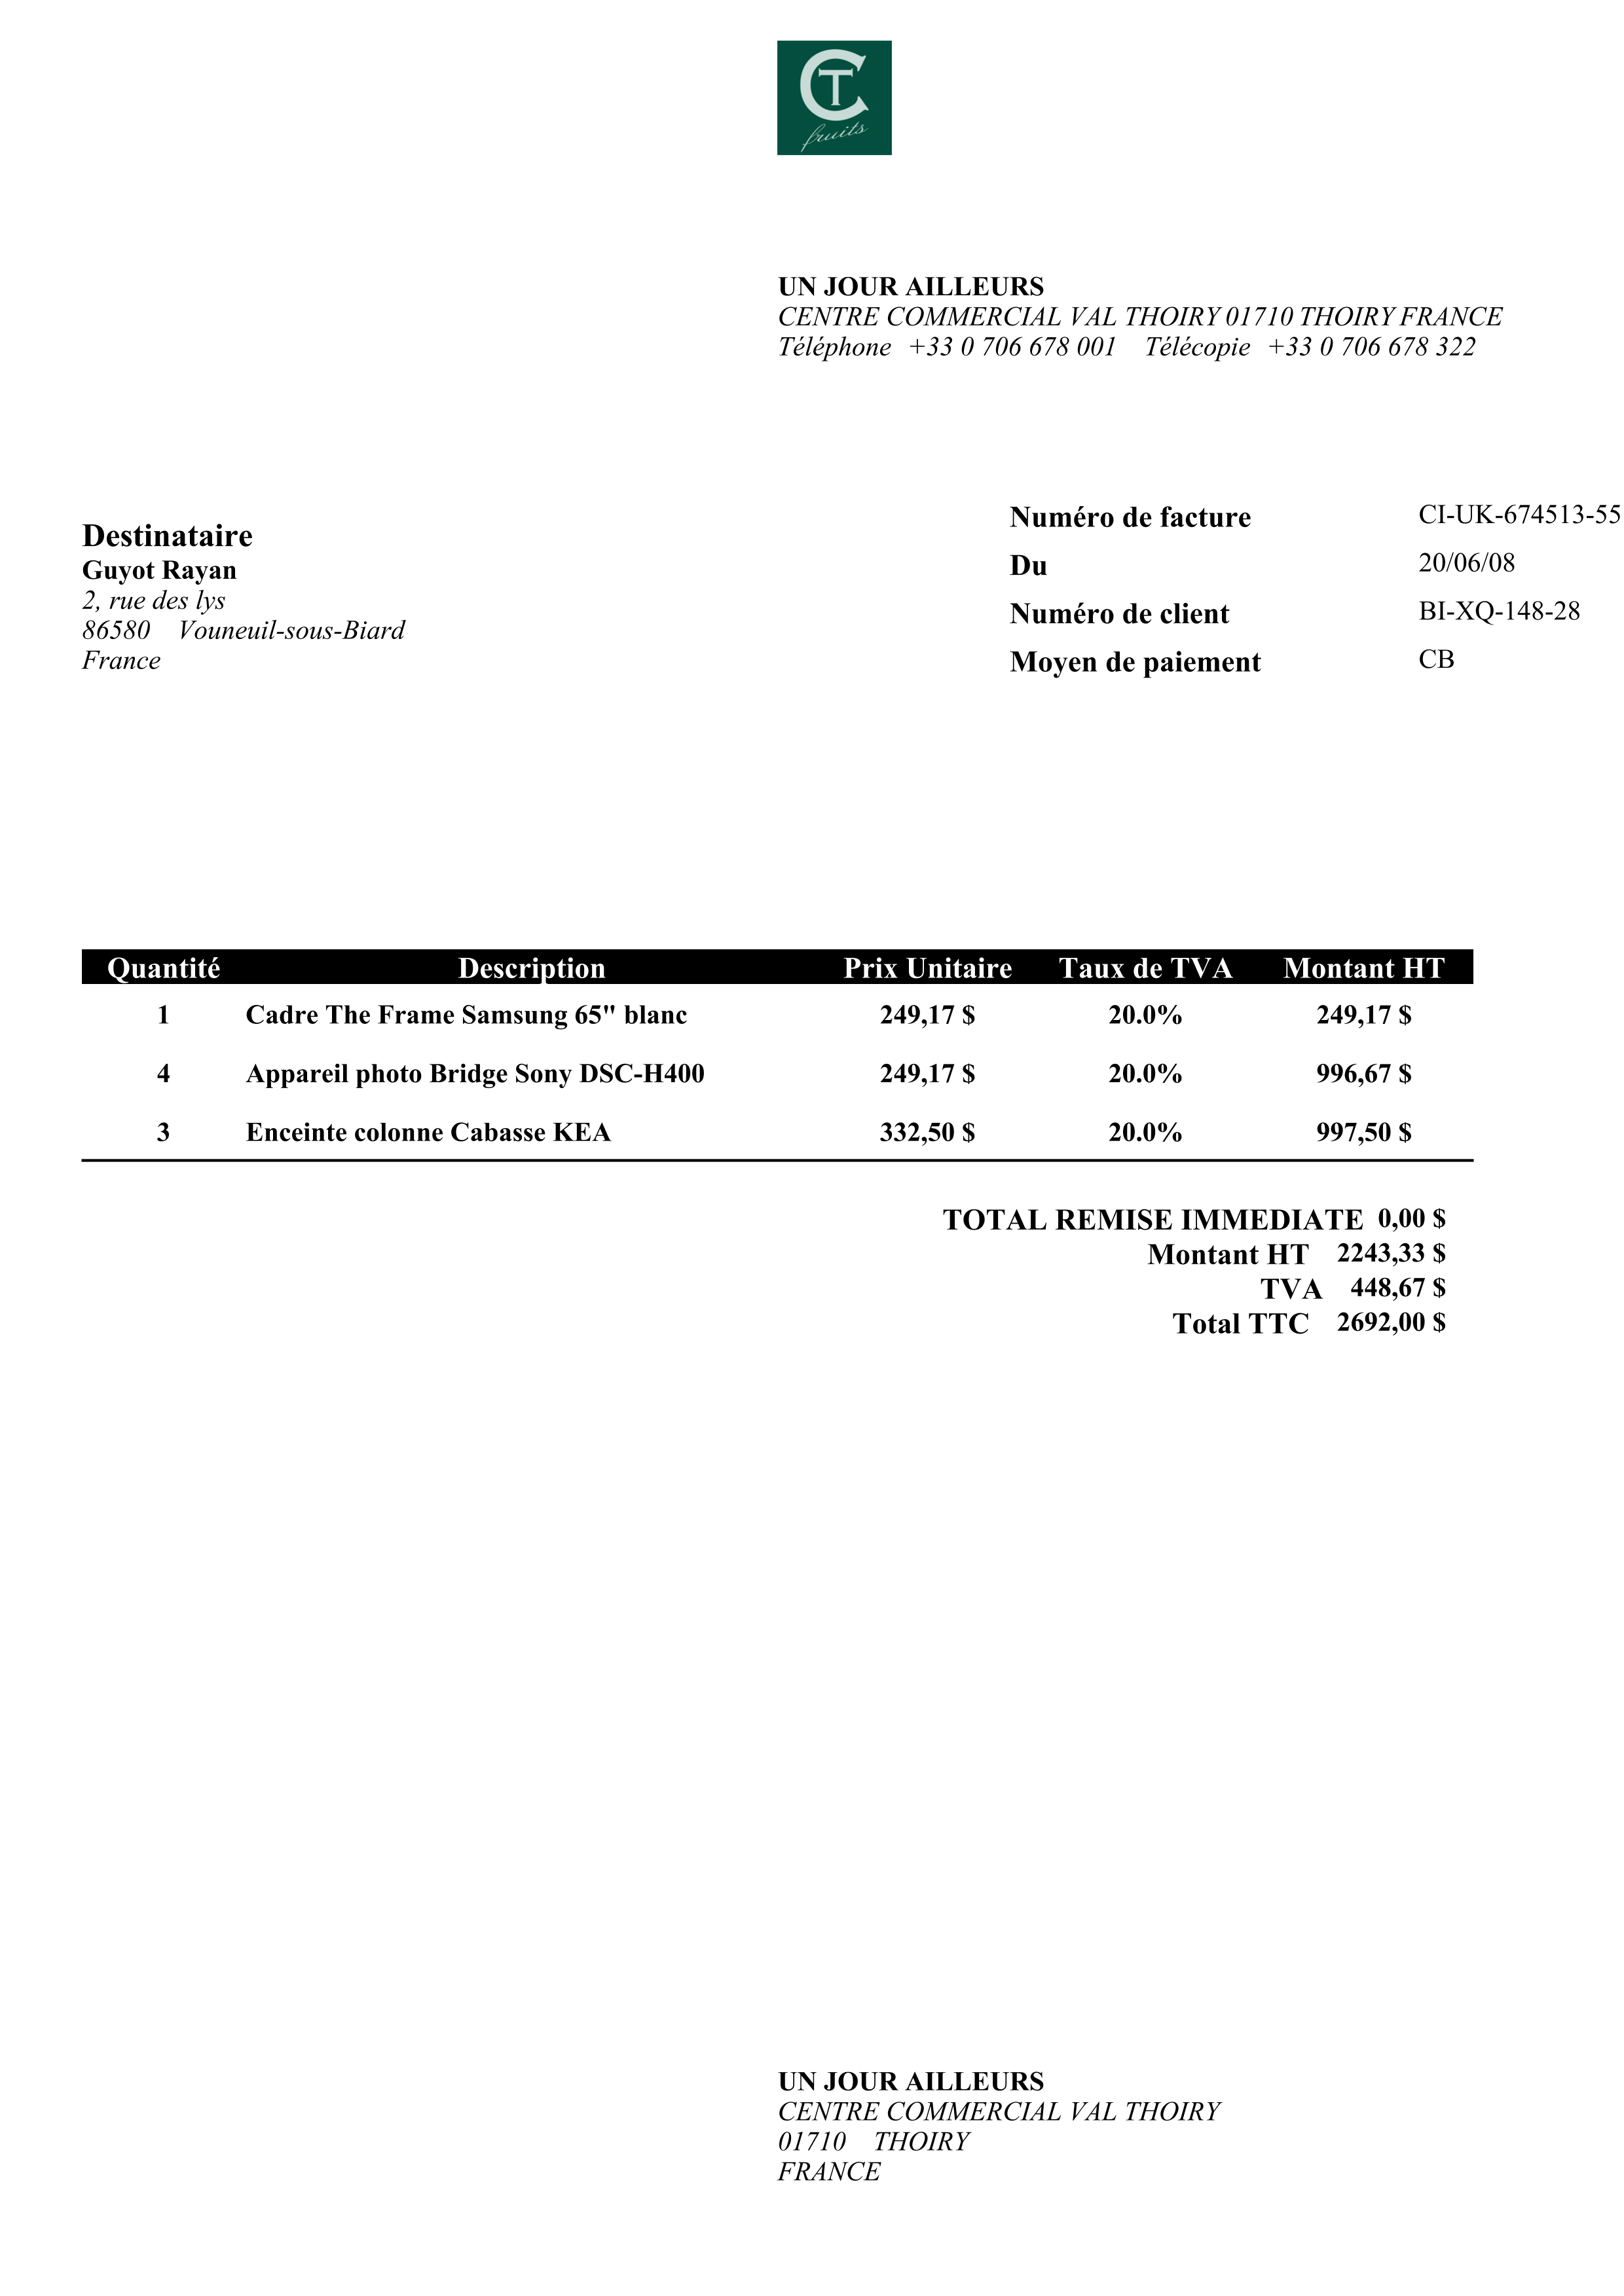 CT
fruits
UN JOUR AILLEURS
CENTRE COMMERCIAL VAL THOIRY 01710 THOIRY FRANCE
Téléphone +33 0 706 678 001 Télécopie +33 0 706 678 322
Destinataire
Guyot Rayan
2, rue des lys
86580 Vouneuil-sous-Biard
France
Numéro de facture CI-UK-674513-55
Du 20/06/08
Numéro de client BI-XQ-148-28
Moyen de paiement CB
Quantité Description Prix Unitaire Taux de TVA Montant HT
1 Cadre The Frame Samsung 65" blanc 249,17 $ 20.0% 249,17 $
4 Appareil photo Bridge Sony DSC-H400 249,17 $ 20.0% 996,67 $
3 Enceinte colonne Cabasse KEA 332,50 $ 20.0% 997,50 $
TOTAL REMISE IMMEDIATE 0,00 $
Montant HT 2243,33 $
TVA 448,67 $
Total TTC 2692,00 $
UN JOUR AILLEURS
CENTRE COMMERCIAL VAL THOIRY
01710 THOIRY
FRANCE